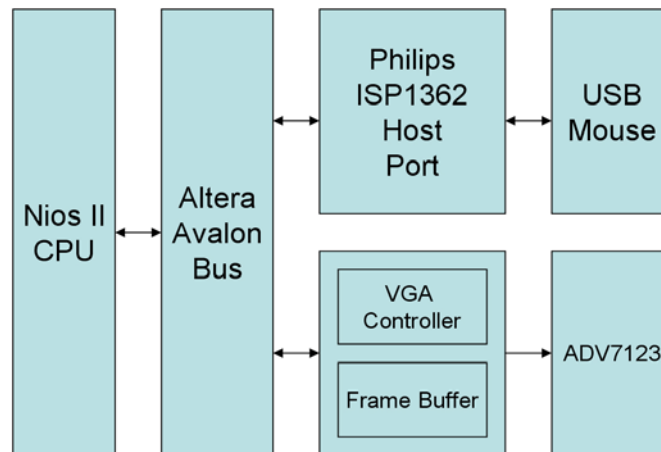 Nios II
CPU
Altera
Avalon
Bus
Philips
ISP1362
Host
Port
USB
Mouse
VGA
Controller
Frame Buffer
ADV7123